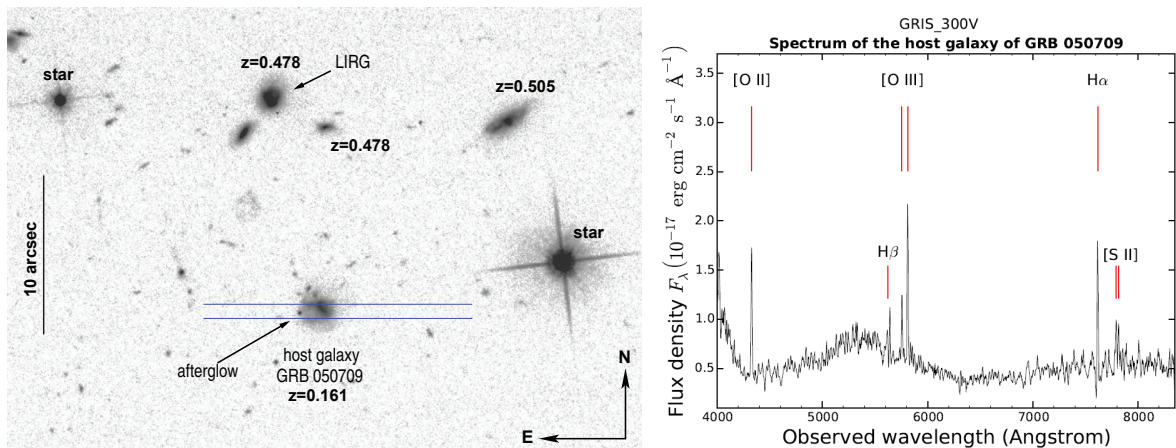 star
z=0.478
LIRG
z=0.505
z=0.478
10 arcsec
star
afterglow
host galaxy
GRB 050709
z=0.161
N
E
GRIS_300V
Spectrum of the host galaxy of GRB 050709
Flux density F_λ (10⁻¹⁷ erg cm⁻² s⁻¹ Å⁻¹)
3.5
3.0
2.5
2.0
1.5
1.0
0.5
[O II]
[O III]
Hα
Hβ
[S II]
4000 5000 6000 7000 8000
Observed wavelength (Angstrom)